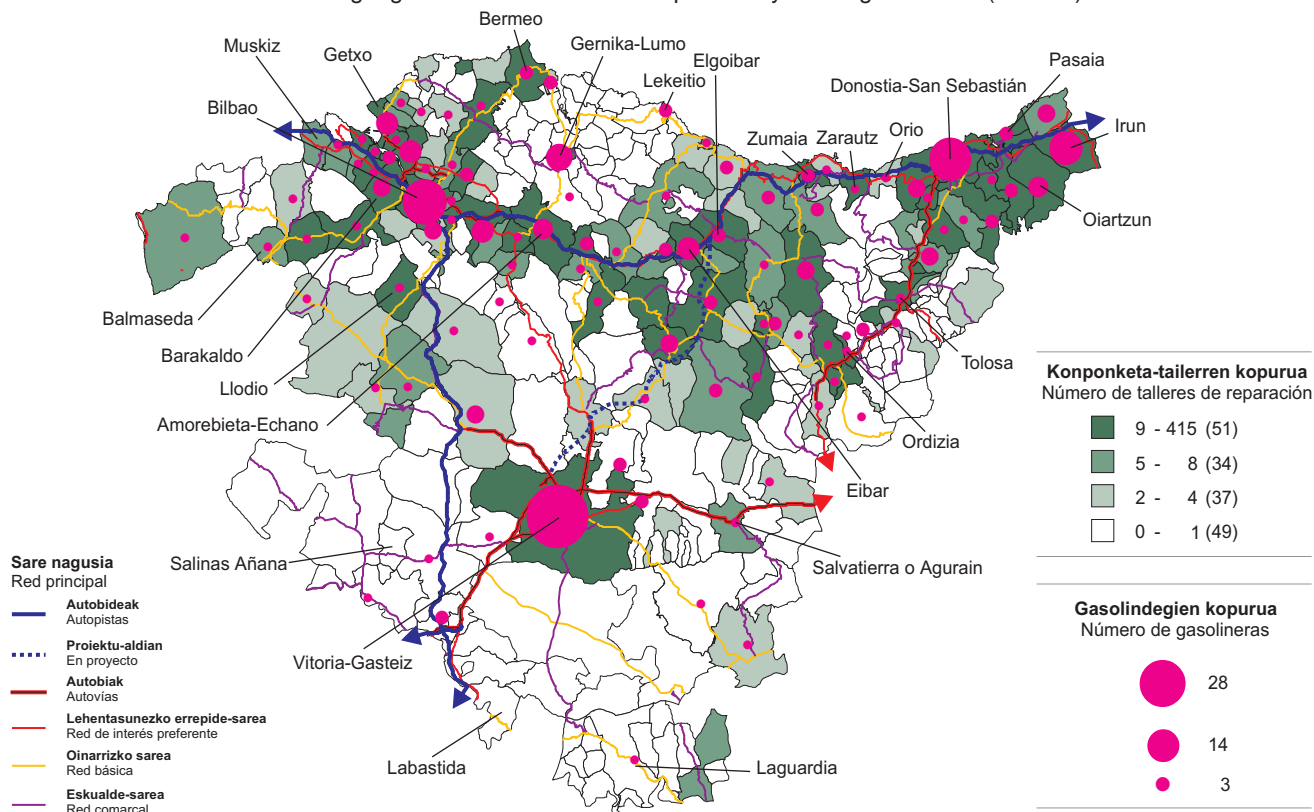 Bermeo
Muskiz
Gernika-Lumo
Getxo
Elgoibar
Pasaia
Lekeitio
Donostia-San Sebastián
Bilbao
Orio
Irun
Zarautz
Zumaia
Oiartzun
Balmaseda
Barakaldo
Tolosa
Llodio
Amorebieta-Echano
Ordizia
Eibar
Salinas Añana
Salvatierra o Agurain
Vitoria-Gasteiz
Labastida
Laguardia
Konponketa-tailerren kopurua
Número de talleres de reparación
9 - 415 (51)
5 - 8 (34)
2 - 4 (37)
0 - 1 (49)
Gasolindegien kopurua
Número de gasolineras
28
14
3
Sare nagusia
Red principal
Autobideak
Autopistas
Proiektu-aldian
En proyecto
Autobiak
Autovías
Lehentasunezko errepide-sarea
Red de interés preferente
Oinarrizko sarea
Red básica
Eskualde-sarea
Red comarcal